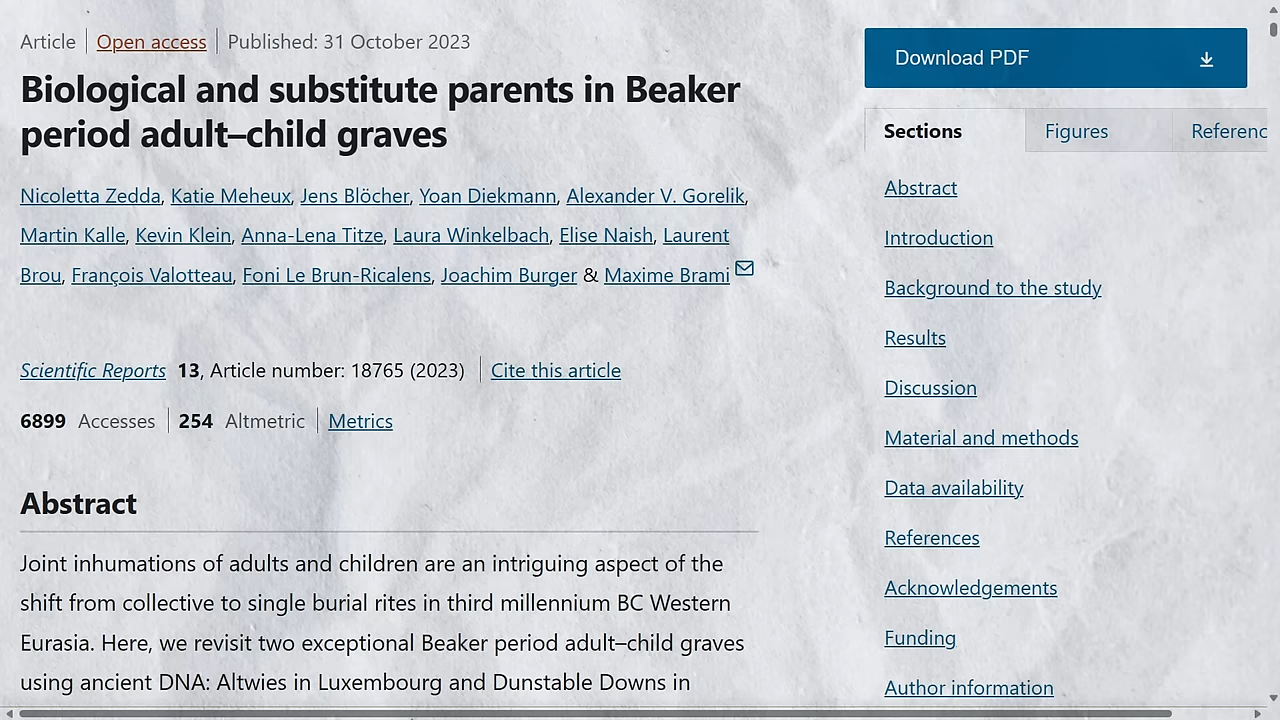 Article Open access Published: 31 October 2023
Biological and substitute parents in Beaker
period adult–child graves
Nicoletta Zedda, Katie Meheux, Jens Blöcher, Yoan Diekmann, Alexander V. Gorelik,
Martin Kalle, Kevin Klein, Anna-Lena Titze, Laura Winkelbach, Elise Naish, Laurent
Brou, François Valotteau, Foni Le Brun-Ricalens, Joachim Burger & Maxime Brami
Scientific Reports 13, Article number: 18765 (2023) Cite this article
6899 Accesses 254 Altmetric Metrics
Abstract
Joint inhumations of adults and children are an intriguing aspect of the
shift from collective to single burial rites in third millennium BC Western
Eurasia. Here, we revisit two exceptional Beaker period adult–child graves
using ancient DNA: Altwies in Luxembourg and Dunstable Downs in
Download PDF
Sections Figures Referenc
Abstract
Introduction
Background to the study
Results
Discussion
Material and methods
Data availability
References
Acknowledgements
Funding
Author information